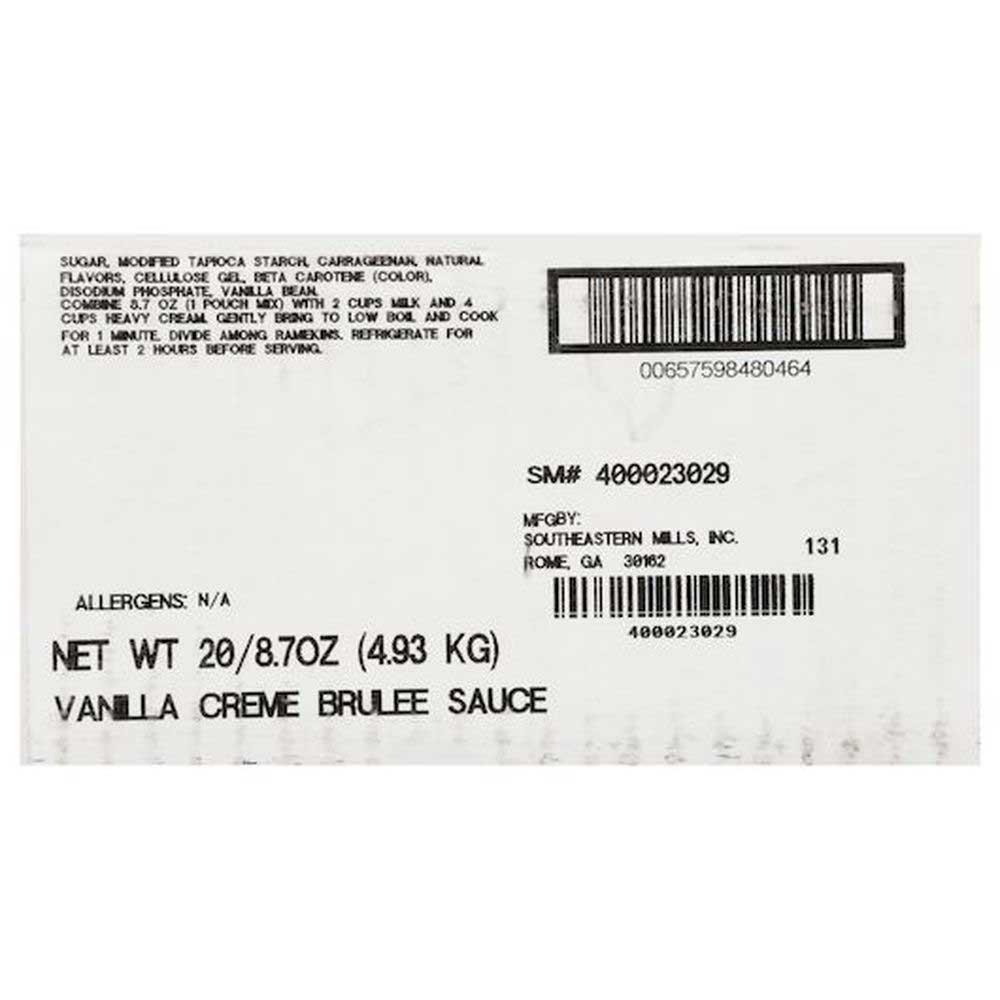 SUGAR, MODIFIED TAPIOCA STARCH, CARRAGEENAN, NATURAL
FLAVORS, CELLULOSE GEL, BETA CAROTENE (COLOR),
DISODIUM PHOSPHATE, VANILLA BEAN.
COMBINE 8.7 OZ (1 POUCH MIX) WITH 2 CUPS MILK AND 4
CUPS HEAVY CREAM. GENTLY BRING TO LOW BOIL AND COOK
FOR 1 MINUTE. DIVIDE AMONG RAMEKINS. REFRIGERATE FOR
AT LEAST 2 HOURS BEFORE SERVING.
00657598480464
SM# 400023029
MFGBY:
SOUTHEASTERN MILLS, INC.
ROME, GA 30162
131
400023029
ALLERGENS: N/A
NET WT 20/8.7OZ (4.93 KG)
VANILLA CREME BRULEE SAUCE